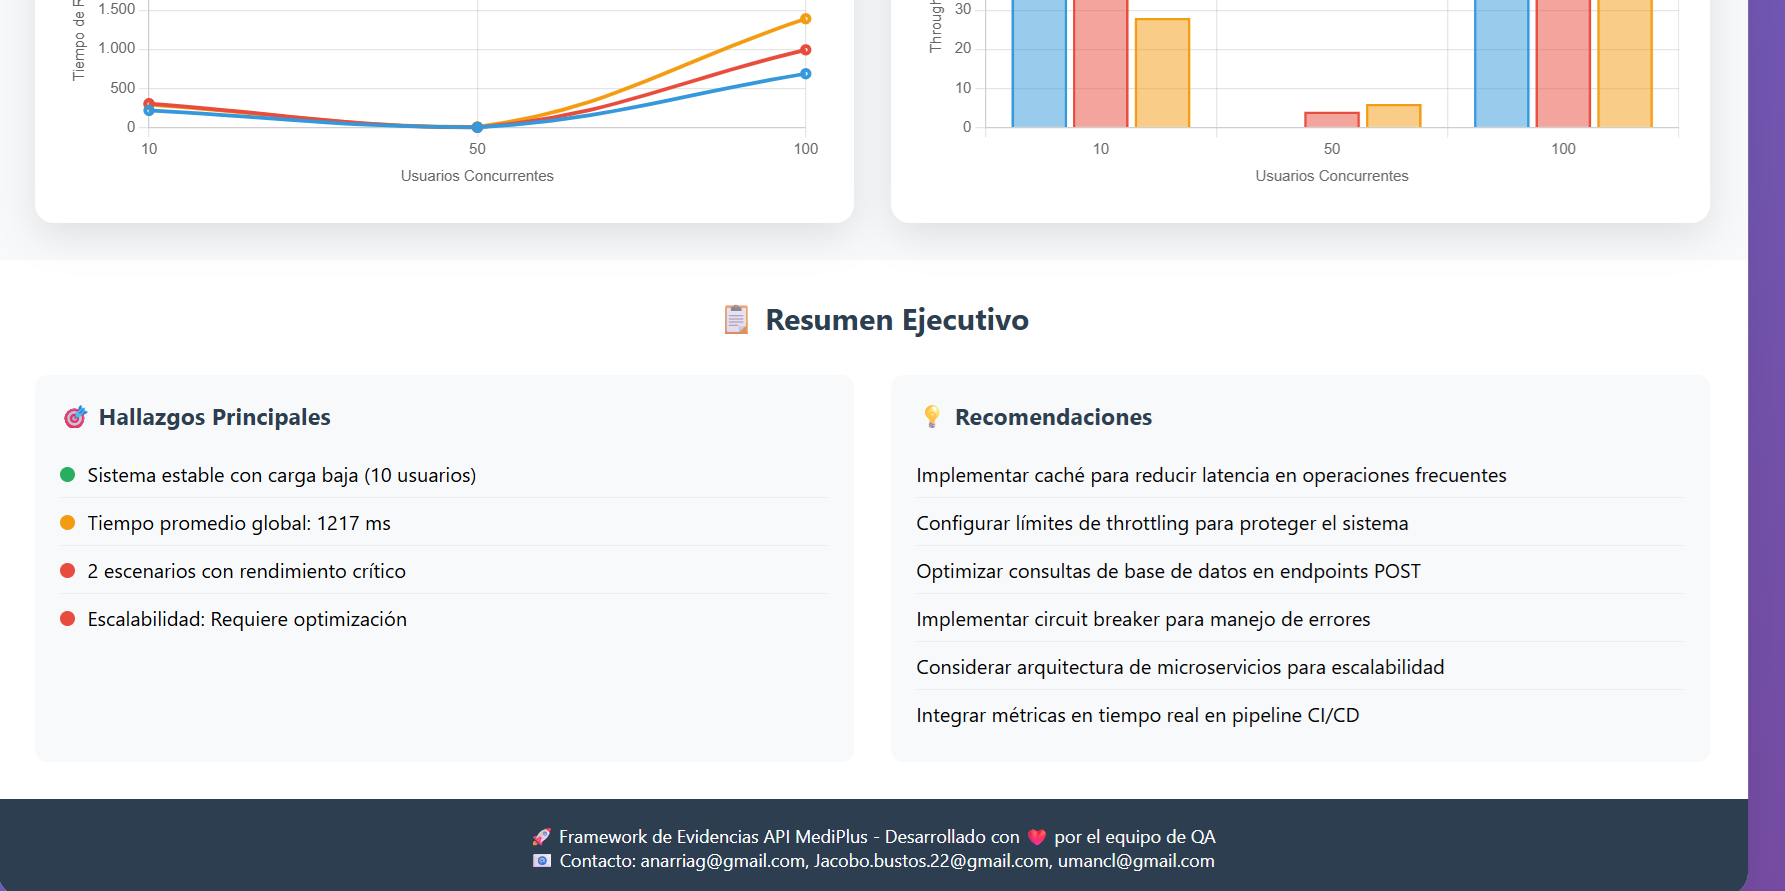 1.500
1.000
500
0
Tiempo de
10
50
100
Usuarios Concurrentes
30
20
10
0
10
50
100
Usuarios Concurrentes
Resumen Ejecutivo
Hallazgos Principales
Sistema estable con carga baja (10 usuarios)
Tiempo promedio global: 1217 ms
2 escenarios con rendimiento crítico
Escalabilidad: Requiere optimización
Recomendaciones
Implementar caché para reducir latencia en operaciones frecuentes
Configurar límites de throttling para proteger el sistema
Optimizar consultas de base de datos en endpoints POST
Implementar circuit breaker para manejo de errores
Considerar arquitectura de microservicios para escalabilidad
Integrar métricas en tiempo real en pipeline CI/CD
Framework de Evidencias API MediPlus - Desarrollado con por el equipo de QA
Contacto: anarriag@gmail.com, Jacobo.bustos.22@gmail.com, umancl@gmail.com